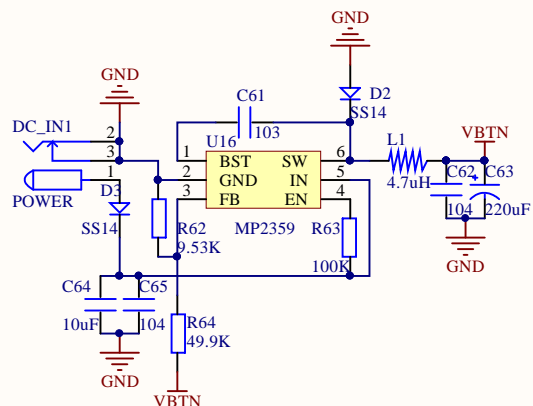 GND
GND
C61
D2
SS14
DC_IN1
2
U16
103
L1
VBTN
3
1
BST
SW
6
C62
C63
1
D3
2
GND
IN
5
4.7uH
POWER
3
FB
EN
4
104
220uF
SS14
R62
9.53K
MP2359
R63
GND
100K
C64
C65
10uF
104
R64
49.9K
GND
VBTN